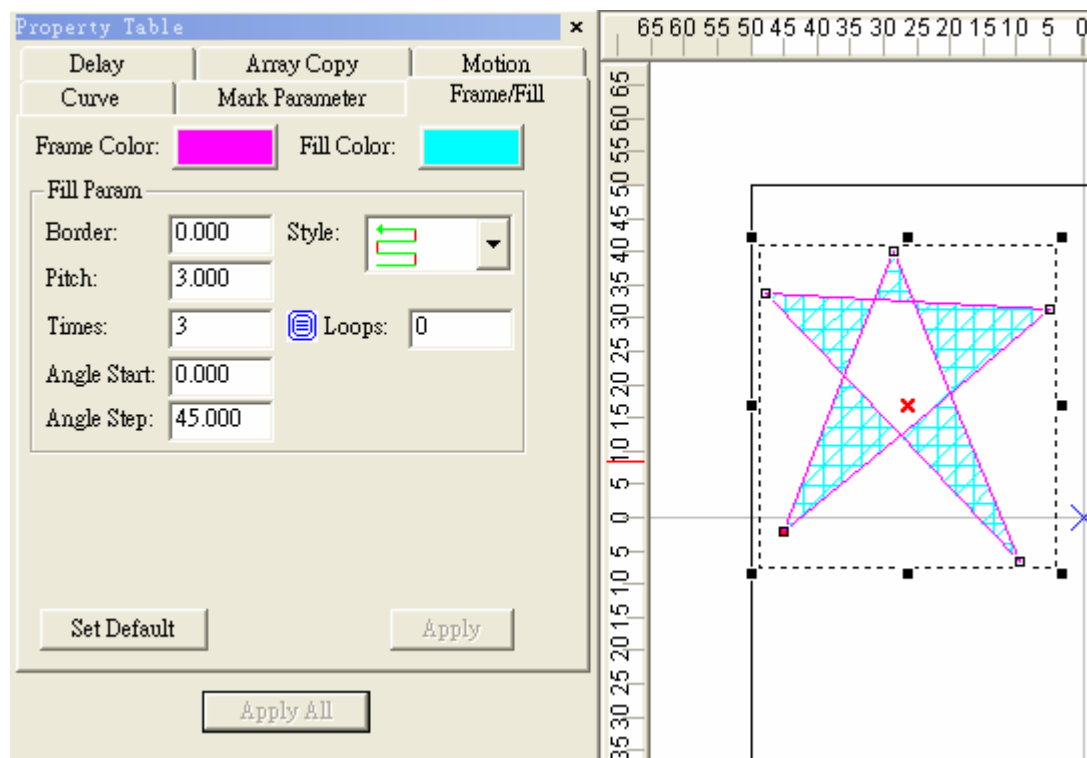 Property Table
Delay Array Copy Motion
Curve Mark Parameter Frame/Fill
Frame Color: Fill Color:
Fill Param
Border: 0.000 Style:
Pitch: 3.000
Times: 3 Loops: 0
Angle Start: 0.000
Angle Step: 45.000
Set Default Apply
Apply All
65 60 55 50 45 40 35 30 25 20 15 10 5 0
65
60
55
50
45
40
35
30
25
20
15
10
5
0
5
10
15
20
25
30
35